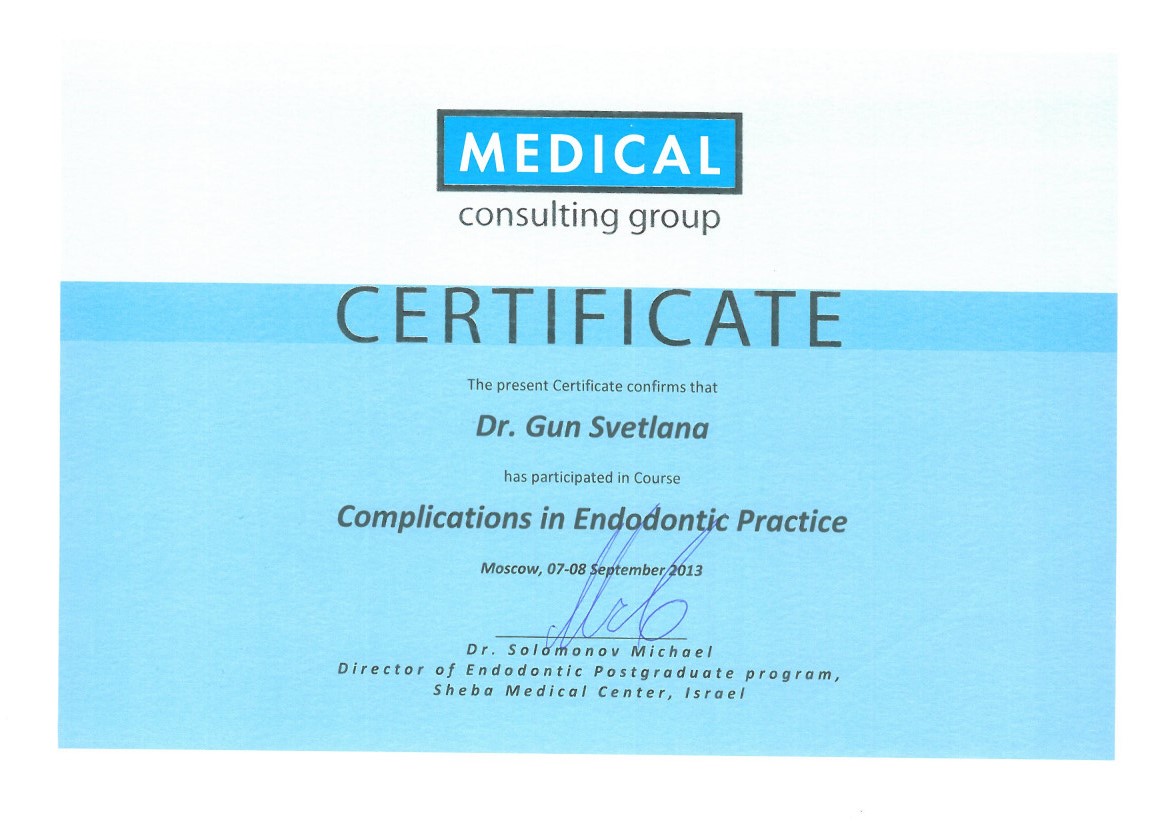 MEDICAL
consulting group
CERTIFICATE
The present Certificate confirms that
Dr. Gun Svetlana
has participated in Course
Complications in Endodontic Practice
Moscow, 07-08 September 2013
Dr. Solomonov Michael
Director of Endodontic Postgraduate program,
Sheba Medical Center, Israel